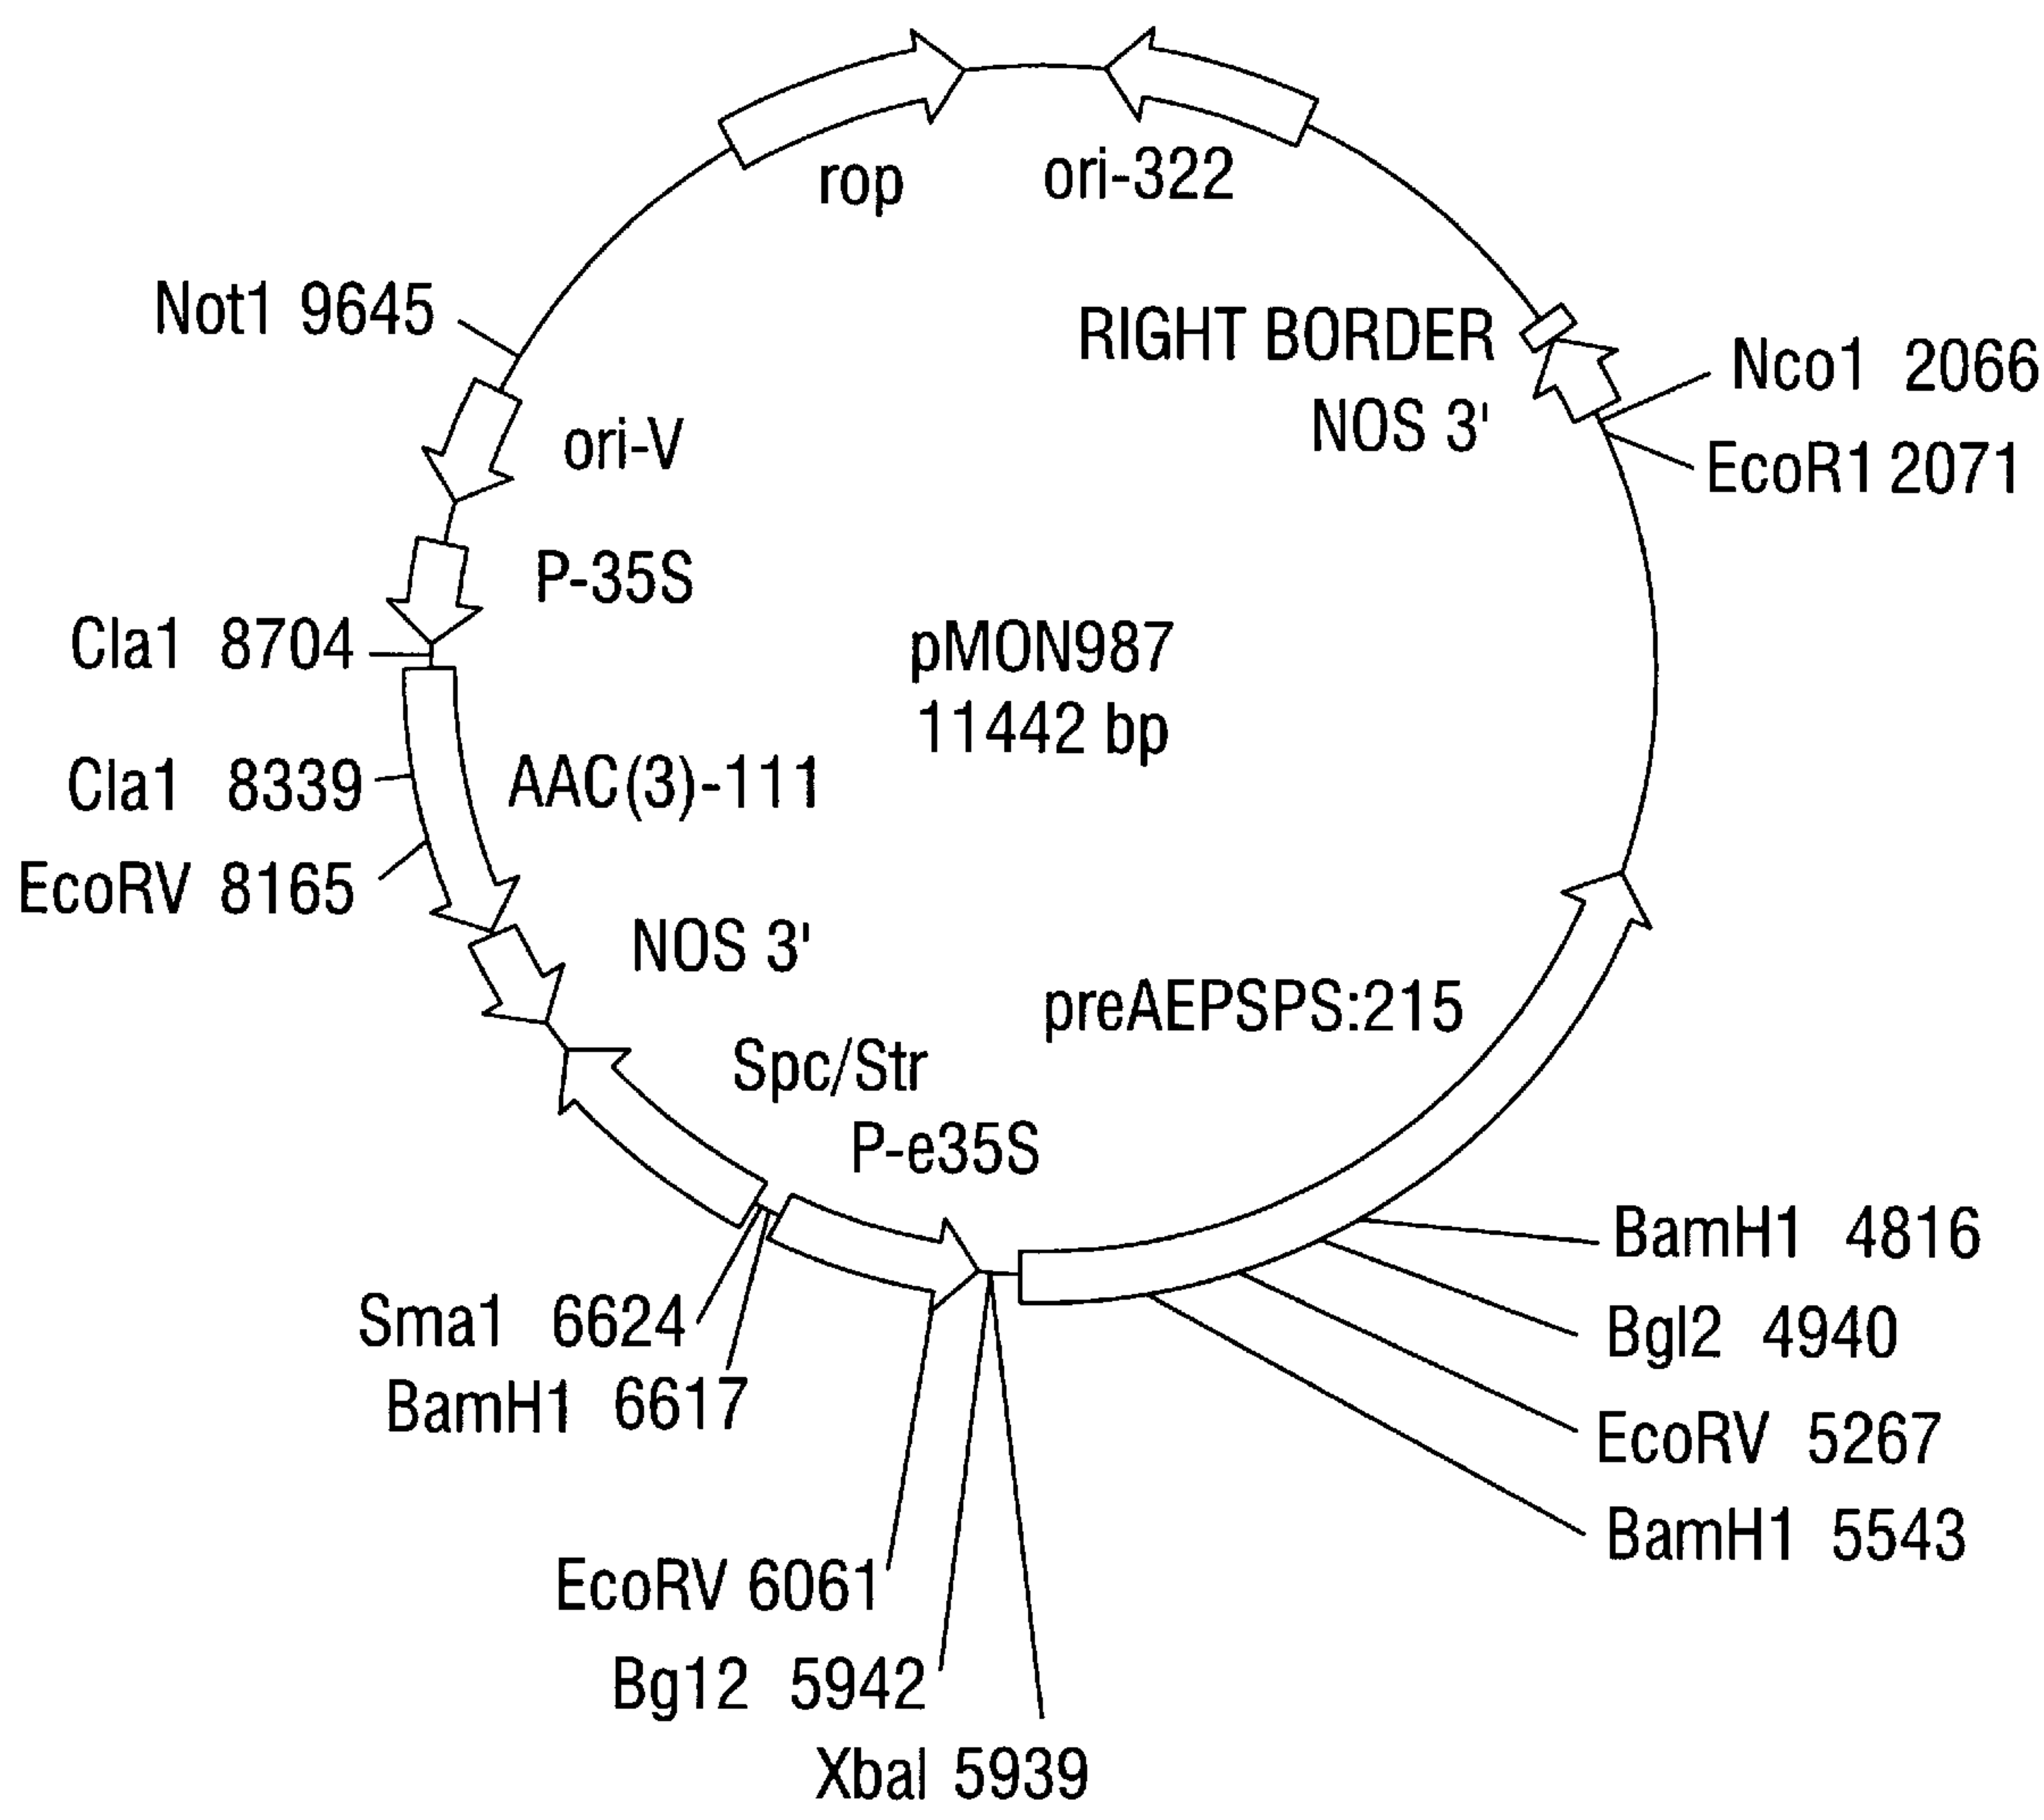 rop
ori-322
Not1 9645
RIGHT BORDER
Nco1 2066
NOS 3'
EcoR1 2071
ori-V
P-35S
Cla1 8704
pMON987
11442 bp
Cla1 8339
AAC(3)-111
EcoRV 8165
NOS 3'
preAEPSPS:215
Spc/Str
P-e35S
BamH1 4816
Sma1 6624
Bgl2 4940
BamH1 6617
EcoRV 5267
BamH1 5543
EcoRV 6061
Bg12 5942
Xbal 5939